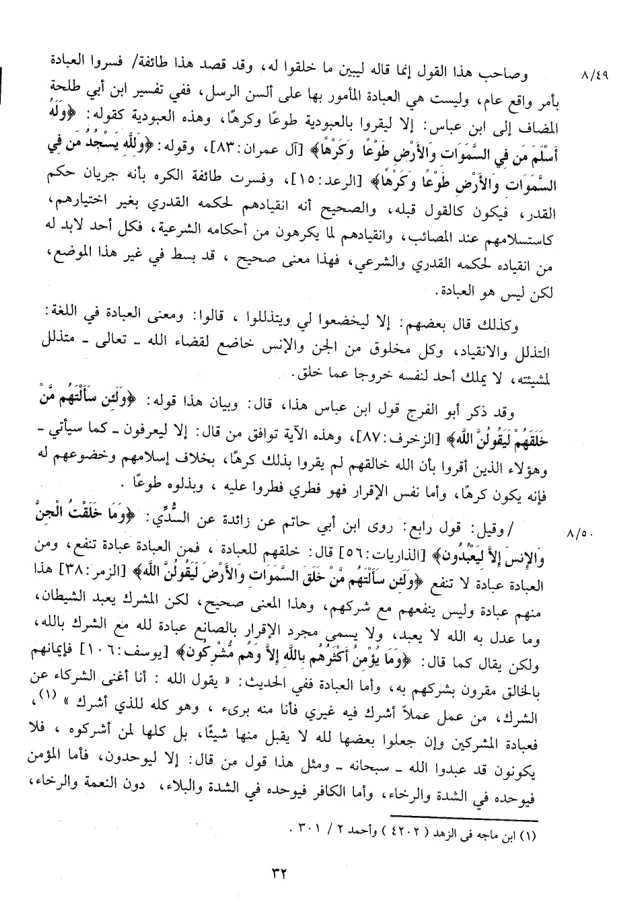 وصاحب هذا القول إنما قاله ليبين ما خلقوا له، وقد قصد هذا طائفة/ فسروا العبادة ٨/٤٩
بأمر واقع عام، وليست هي العبادة المأمور بها على ألسن الرسل، ففي تفسير ابن أبي طلحة
المضاف إلى ابن عباس: إلا ليقروا بالعبودية طوعًا وكرهًا، وهذه العبودية كقوله: ﴿وَلَهُ
أَسْلَمَ مَن فِي السَّمَوَاتِ وَالأَرْضِ طَوْعًا وَكَرْهًا﴾ [آل عمران:٨٣]، وقوله: ﴿وَلِلَّهِ يَسْجُدُ مَن فِي
السَّمَوَاتِ وَالأَرْضِ طَوْعًا وَكَرْهًا﴾ [الرعد:١٥]، وفسرت طائفة الكره بأنه جريان حكم
القدر، فيكون كالقول قبله، والصحيح أنه انقيادهم لحكمه القدري بغير اختيارهم،
كاستسلامهم عند المصائب، وانقيادهم لما يكرهون من أحكامه الشرعية، فكل أحد لابد له
من انقياده لحكمه القدري والشرعي، فهذا معنى صحيح ، قد بسط في غير هذا الموضع،
لكن ليس هو العبادة.
وكذلك قال بعضهم: إلا ليخضعوا لي ويتذللوا ، قالوا: ومعنى العبادة في اللغة:
التذلل والانقياد، وكل مخلوق من الجن والإنس خاضع لقضاء الله ــ تعالى ــ متذلل
لمشيئته، لا يملك أحد لنفسه خروجا عما خلق.
وقد ذكر أبو الفرج قول ابن عباس هذا، قال: وبيان هذا قوله: ﴿وَلَئِن سَأَلْتَهُم مَّنْ
خَلَقَهُمْ لَيَقُولُنَّ اللَّهُ﴾ [الزخرف:٨٧]، وهذه الآية توافق من قال: إلا ليعرفون ــ كما سيأتي ــ
وهؤلاء الذين أقروا بأن الله خالقهم لم يقروا بذلك كرهًا، بخلاف إسلامهم وخضوعهم له
فإنه يكون كرهًا، وأما نفس الإقرار فهو فطري فطروا عليه ، وبذلوه طوعًا .
/وقيل: قول رابع: روى ابن أبي حاتم عن زائدة عن السُّدِّي: ﴿وَمَا خَلَقْتُ الْجِنَّ ٨/٥٠
وَالإِنسَ إِلاَّ لِيَعْبُدُونِ﴾ [الذاريات:٥٦] قال: خلقهم للعبادة ، فمن العبادة عبادة تنفع، ومن
العبادة عبادة لا تنفع ﴿وَلَئِن سَأَلْتَهُم مَّنْ خَلَقَ السَّمَوَاتِ وَالأَرْضَ لَيَقُولُنَّ اللَّهُ﴾ [الزمر:٣٨] هذا
منهم عبادة وليس ينفعهم مع شركهم، وهذا المعنى صحيح، لكن المشرك يعبد الشيطان،
وما عدل به الله لا يعبد، ولا يسمى مجرد الإقرار بالصانع عبادة لله مع الشرك بالله،
ولكن يقال كما قال: ﴿وَمَا يُؤْمِنُ أَكْثَرُهُم بِاللَّهِ إِلاَّ وَهُم مُّشْرِكُونَ﴾ [يوسف:١٠٦] فإيمانهم
بالخالق مقرون بشركهم به، وأما العبادة ففي الحديث: « يقول الله : أنا أغنى الشركاء عن
الشرك، من عمل عملاً أشرك فيه غيري فأنا منه بريء ، وهو كله للذي أشرك » (١)،
فعبادة المشركين وإن جعلوا بعضها لله لا يقبل منها شيئًا، بل كلها لمن أشركوه ، فلا
يكونون قد عبدوا الله ــ سبحانه ــ ومثل هذا قول من قال: إلا ليوحدون، فأما المؤمن
فيوحده في الشدة والرخاء، وأما الكافر فيوحده في الشدة والبلاء، دون النعمة والرخاء،
(١) ابن ماجه فى الزهد ( ٤٢٠٢ ) وأحمد ٢ / ٣٠١ .
٣٢